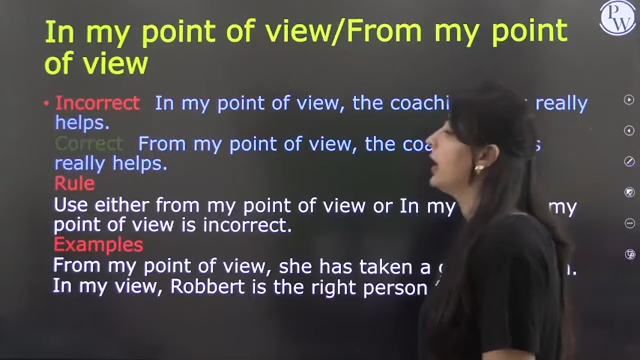 In my point of view/From my point
of view
• Incorrect In my point of view, the coachi really
helps.
Correct From my point of view, the coa s
really helps.
Rule
Use either from my point of view or In my my
point of view is incorrect.
Examples
From my point of view, she has taken a
In my view, Robbert is the right person
PW